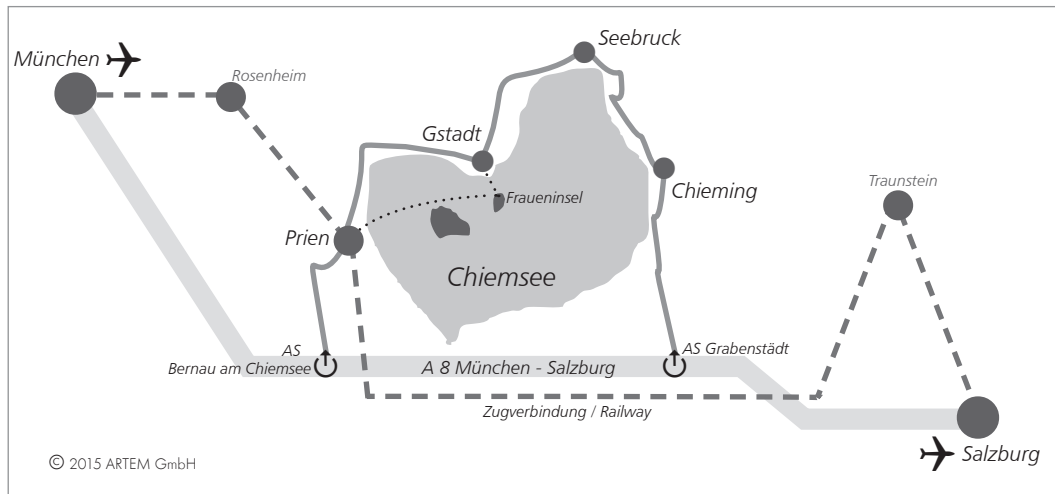 Seebruck
München
Rosenheim
Gstadt
Traunstein
Chieming
Fraueninsel
Prien
Chiemsee
AS
Bernau am Chiemsee
AS Grabenstädt
A 8 München - Salzburg
Zugverbindung / Railway
Salzburg
© 2015 ARTEM GmbH